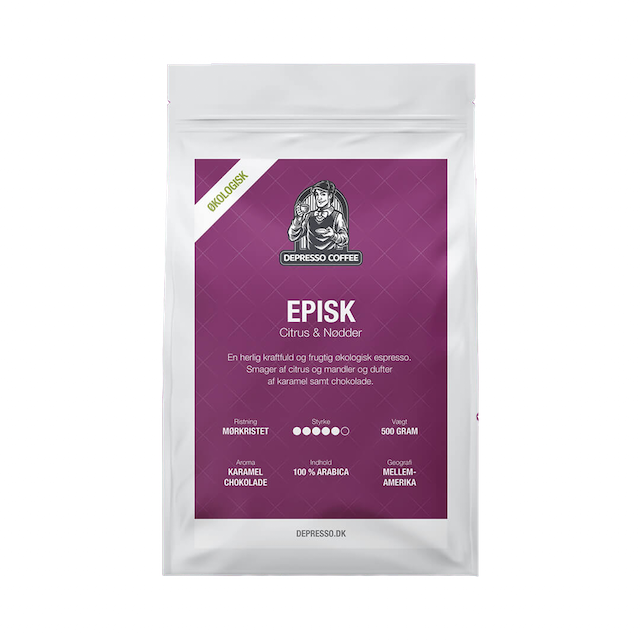 ØKOLOGISK
DEPRESSO COFFEE
EPISK
Citrus & Nødder
En herlig kraftfuld og frugtig økologisk espresso.
Smager af citrus og mandler og dufter
af karamel samt chokolade.
Ristning
MØRKRISTET
Styrke
Vægt
500 GRAM
Aroma
KARAMEL
CHOKOLADE
Indhold
100 % ARABICA
Geografi
MELLEM-
AMERIKA
DEPRESSO.DK